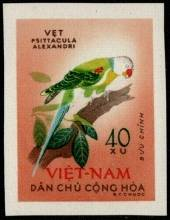 VẸT
PSITTACULA
ALEXANDRI
40
XU
BƯU CHÍNH
VIỆT-NAM
DÂN CHỦ CỘNG HÒA